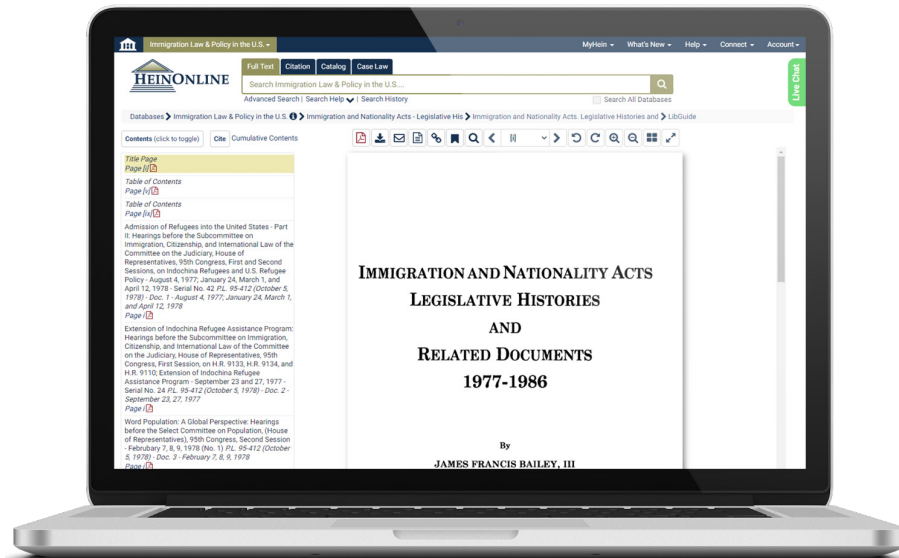 Immigration Law & Policy in the U.S.
MyHein What's New Help Connect Account
HEINONLINE
Full Text Citation Catalog Case Law
Search Immigration Law & Policy in the U.S....
Advanced Search | Search Help | Search History
Search All Databases
Live Chat
Databases Immigration Law & Policy in the U.S. Immigration and Nationality Acts - Legislative His Immigration and Nationality Acts. Legislative Histories and LibGuide
Contents (click to toggle) Cite Cumulative Contents
[i]
Title Page
Page [i]
Table of Contents
Page [v]
Table of Contents
Page [ix]
Admission of Refugees into the United States - Part
II: Hearings before the Subcommittee on
Immigration, Citizenship, and International Law of the
Committee on the Judiciary, House of
Representatives, 95th Congress, First and Second
Sessions, on Indochina Refugees and U.S. Refugee
Policy - August 4, 1977; January 24, March 1, and
April 12, 1978 - Serial No. 42 P.L. 95-412 (October 5,
1978) - Doc. 1 - August 4, 1977; January 24, March 1,
and April 12, 1978
Page i
Extension of Indochina Refugee Assistance Program:
Hearings before the Subcommittee on Immigration,
Citizenship, and International Law of the Committee
on the Judiciary, House of Representatives, 95th
Congress, First Session, on H.R. 9133, H.R. 9134, and
H.R. 9110; Extension of Indochina Refugee
Assistance Program - September 23 and 27, 1977 -
Serial No. 24 P.L. 95-412 (October 5, 1978) - Doc. 2 -
September 23, 27, 1977
Page i
Word Population: A Global Perspective: Hearings
before the Select Committee on Population, (House
of Representatives), 95th Congress, Second Session
- Februbary 7, 8, 9, 1978 (No. 1) P.L. 95-412 (October
5, 1978) - Doc. 3 - February 7, 8, 9, 1978
Page i
IMMIGRATION AND NATIONALITY ACTS
LEGISLATIVE HISTORIES
AND
RELATED DOCUMENTS
1977-1986
By
JAMES FRANCIS BAILEY, III